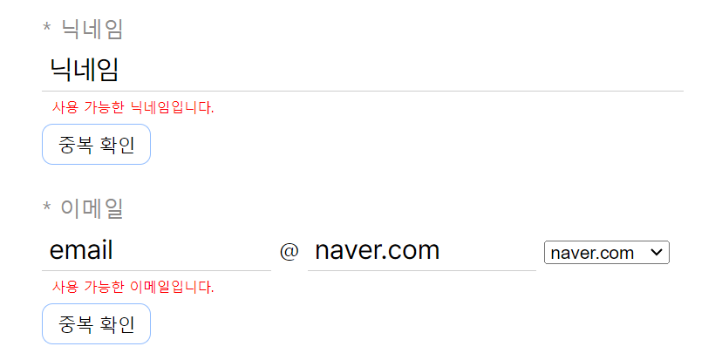 * 닉네임
닉네임
사용 가능한 닉네임입니다.
중복 확인
* 이메일
email @ naver.com naver.com
사용 가능한 이메일입니다.
중복 확인